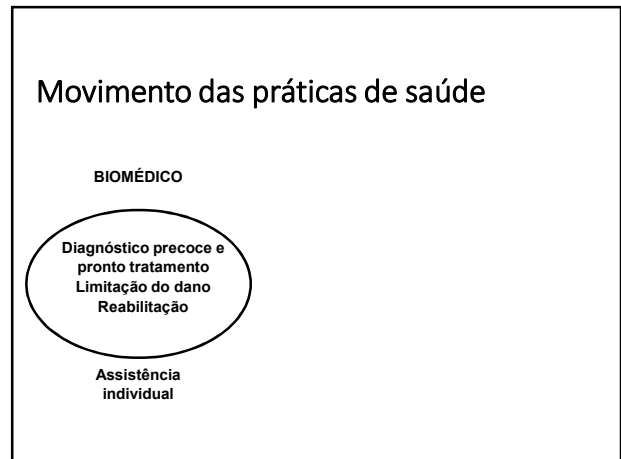 Movimento das práticas de saúde
BIOMÉDICO
Diagnóstico precoce e
pronto tratamento
Limitação do dano
Reabilitação
Assistência
individual